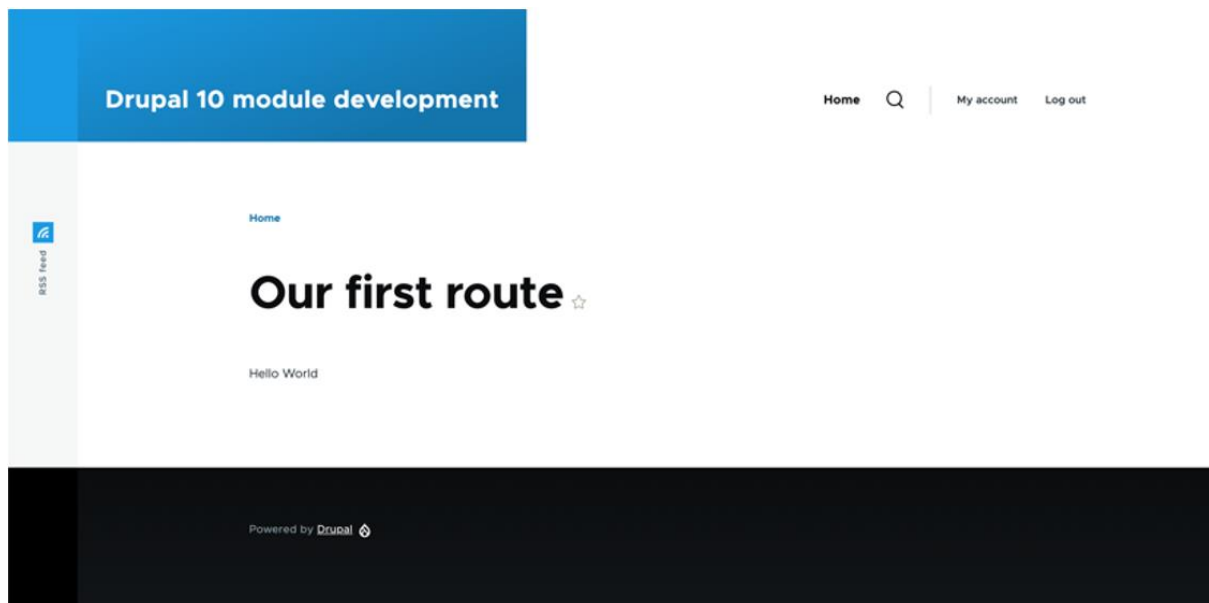 Drupal 10 module development
Home
My account
Log out
RSS feed
Home
Our first route
Hello World
Powered by Drupal